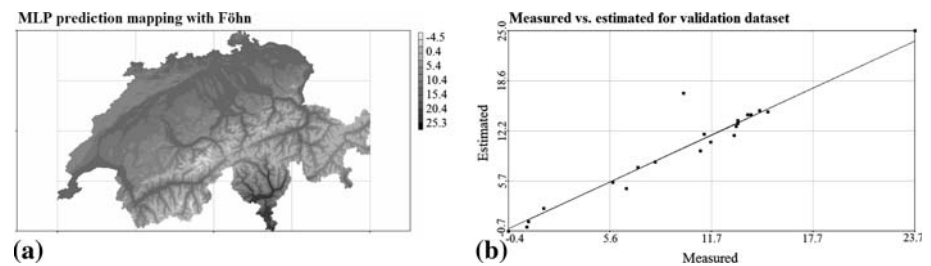 MLP prediction mapping with Föhn
-4.5
0.4
5.4
10.4
15.4
20.4
25.3
(a)
Measured vs. estimated for validation dataset
Estimated
25.0
18.6
12.2
5.7
-0.7
-0.4
5.6
11.7
17.7
23.7
Measured
(b)